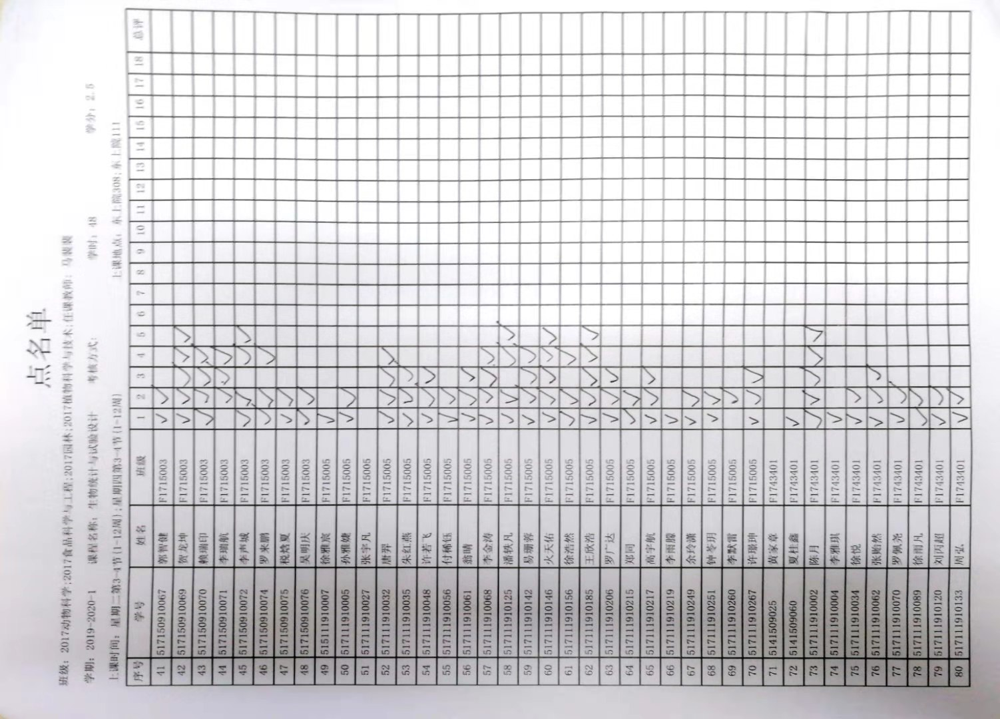 点名单
班级：2017动物科学;2017食品科学与工程;2017园林;2017植物科学与技术;任课教师：马裴裴
学期：2019-2020-1 课程名称：生物统计与试验设计 考核方式： 学时：48 学分：2.5
上课时间：星期二第3-4节{1-12周};星期四第3-4节{1-12周} 上课地点：东上院308;东上院111
序号 学号 姓名 班级 1 2 3 4 5 6 7 8 9 10 11 12 13 14 15 16 17 18 总评
41 517150910067 郭智健 F1715003 √ √
42 517150910069 贺龙坤 F1715003 √ √ √ √ √
43 517150910070 赖瑞印 F1715003 √ √ √ √
44 517150910071 李瑞航 F1715003 √ √ √
45 517150910072 李声城 F1715003 √ √ √ √
46 517150910074 罗来鹏 F1715003 √ √ √
47 517150910075 税焓夏 F1715003 √ √
48 517150910076 吴明庆 F1715003 √ √
49 515111910007 徐雅宸 F1715005 √
50 517111910005 孙雅婕 F1715005 √ √
51 517111910027 张宇凡 F1715005
52 517111910032 唐羿 F1715005 √ √ √ √
53 517111910035 朱红燕 F1715005 √ √ √
54 517111910048 许若飞 F1715005 √ √ √
55 517111910056 付稀钰 F1715005 √ √
56 517111910061 翁晴 F1715005 √ √ √
57 517111910068 李金涛 F1715005 √ √ √ √
58 517111910125 潘轶凡 F1715005 √ √ √ √
59 517111910142 易珊蓉 F1715005 √ √ √ √
60 517111910146 火天佑 F1715005 √ √ √ √ √
61 517111910156 徐浩然 F1715005 √ √ √
62 517111910185 王欣浩 F1715005 √ √ √ √ √
63 517111910206 罗广达 F1715005 √ √ √
64 517111910215 郑同 F1715005 √ √
65 517111910217 高宇航 F1715005 √ √ √
66 517111910219 李雨朦 F1715005 √
67 517111910249 余玲潇 F1715005 √ √
68 517111910251 钟苓玥 F1715005 √ √
69 517111910260 李默雷 F1715005 √
70 517111910267 许璟珅 F1715005 √ √ √
71 5141509025 黄家章 F1743401
72 5141509060 夏桂鑫 F1743401 √
73 517111910002 陈月 F1743401 √ √ √ √ √
74 517111910004 李雅琪 F1743401 √
75 517111910034 徐悦 F1743401 √ √
76 517111910062 张贻然 F1743401 √ √ √
77 517111910070 罗佩尧 F1743401 √ √
78 517111910089 徐雨凡 F1743401 √ √
79 517111910120 刘闪超 F1743401 √ √
80 517111910133 周弘 F1743401 √ √